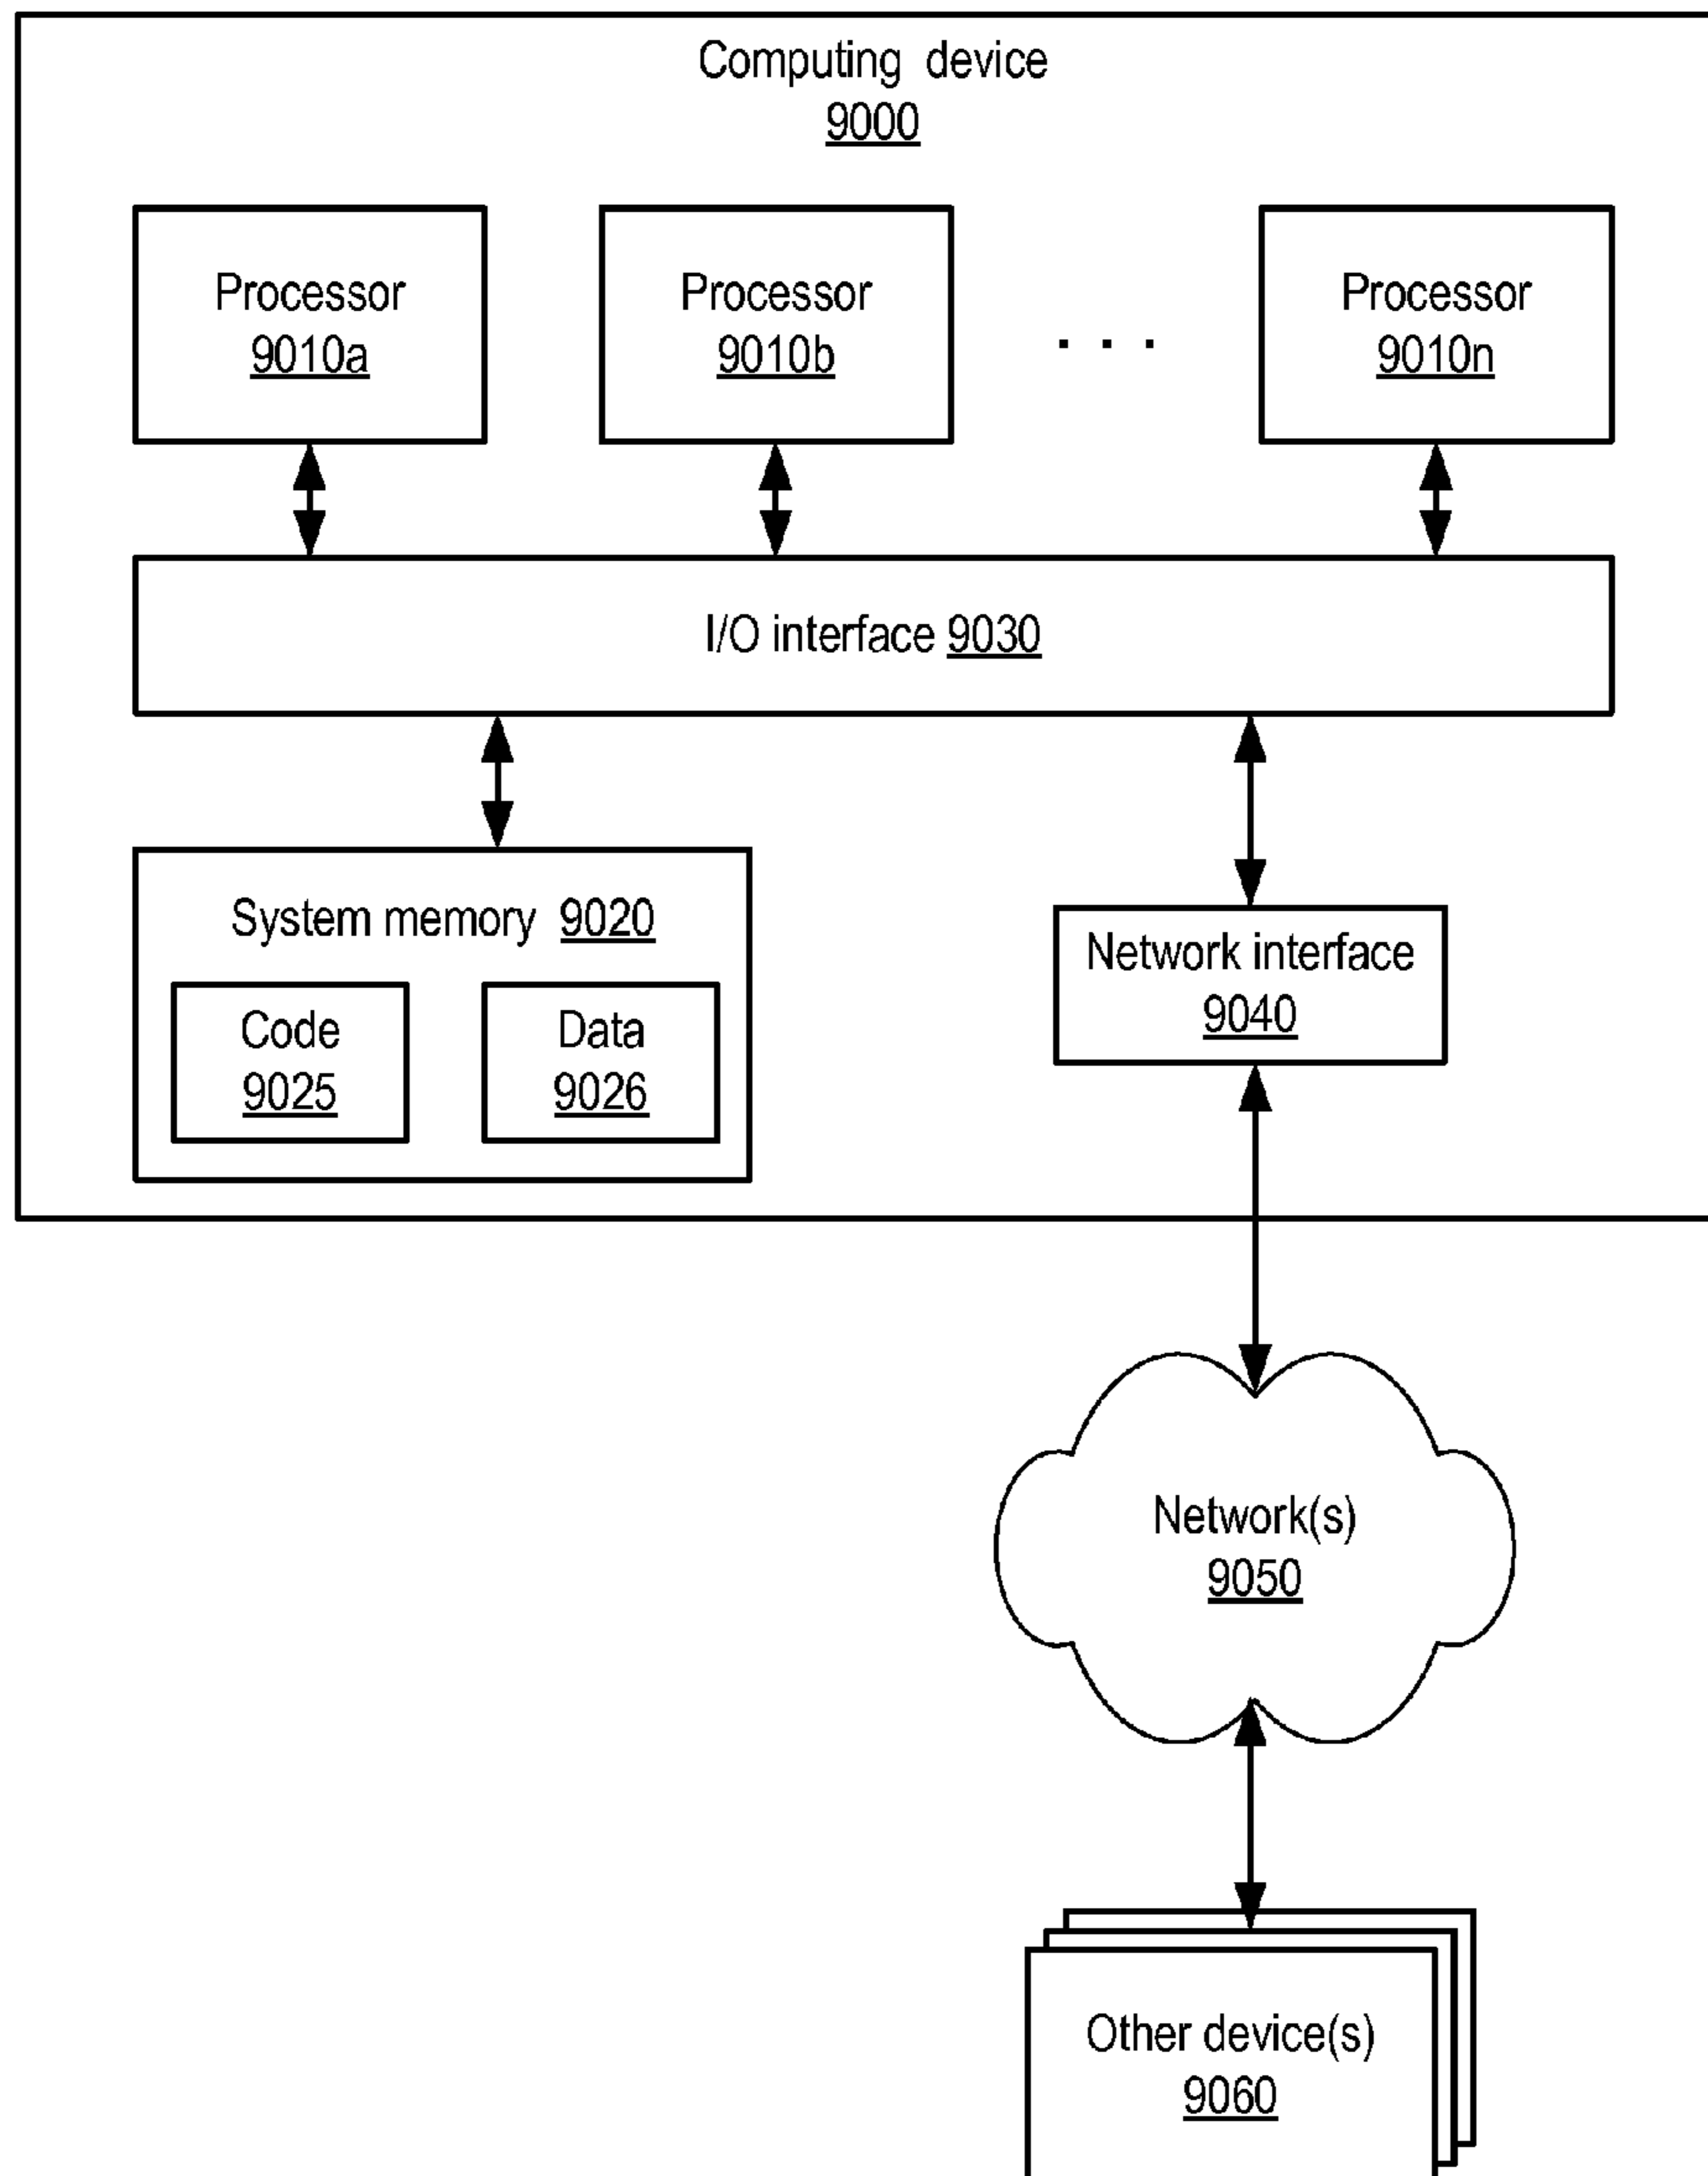 Computing device
9000
Processor
9010a
Processor
9010b
. . .
Processor
9010n
I/O interface 9030
System memory 9020
Code
9025
Data
9026
Network interface
9040
Network(s)
9050
Other device(s)
9060